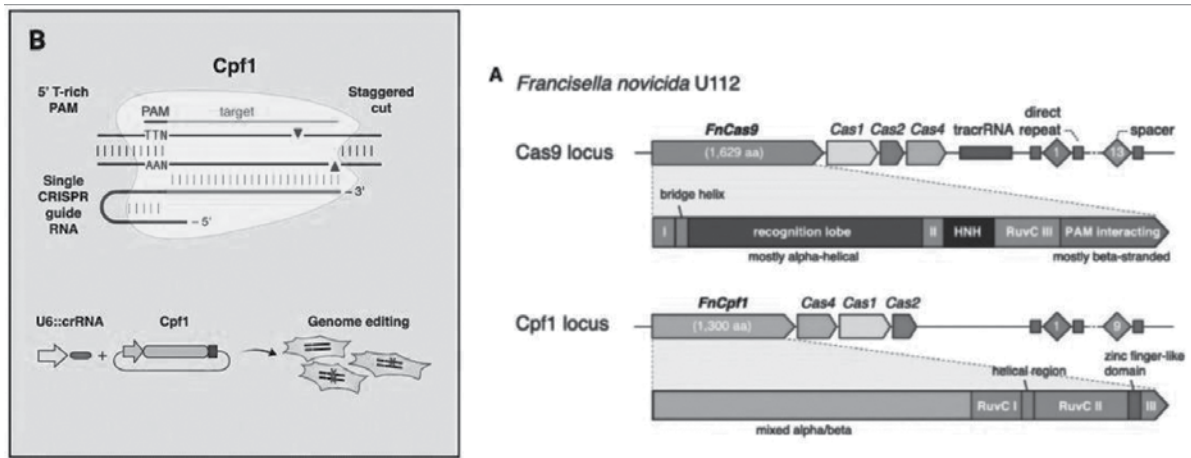 B
Cpf1
5' T-rich
PAM
PAM
target
Staggered
cut
TTN
AAN
Single
CRISPR
guide
RNA
– 3'
– 5'
U6::crRNA
Cpf1
Genome editing
+
A
Francisella novicida U112
Cas9 locus
FnCas9
(1,629 aa)
Cas1
Cas2
Cas4
tracrRNA
direct
repeat
spacer
1
13
bridge helix
I
recognition lobe
II
HNH
RuvC III
PAM interacting
mostly alpha-helical
mostly beta-stranded
Cpf1 locus
FnCpf1
(1,300 aa)
Cas4
Cas1
Cas2
1
9
helical region
zinc finger-like
domain
RuvC I
RuvC II
III
mixed alpha/beta